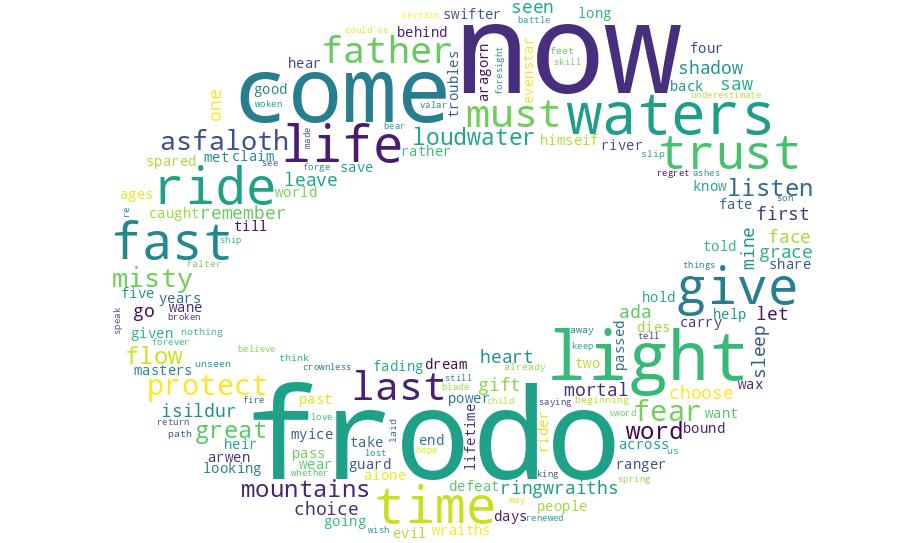 certain swifter seen long
could've behind battle
father now four
hear troubles aragorn feet skill foresight evenstar shadow
come good woken valar back saw underestimate
one must waters
asfaloth life made bear loudwater himself river trust
spared met claim see forge save rather slip regret ashes
ride leave world know listen son
ages caught remember fate first
re till told mine face grace
fast ship falter things share
misty give
five years hold ada help let
go wane broken dies carry
speak given nothing forever light away keep tell passed sleep
flow believe heart two
masters unseen think crownless fading dream already wax
protect last still blade power gift child mortal choose
return fire past saying beginning fear want
isildur love lifetime rider sword
path great heir frodo laid word bound
arwen myice take end hope across us
looking pass lost guard king ranger
whether wear alone defeat spring
mountains ringwraiths
choice time days may people
going wish evil wraiths renewed